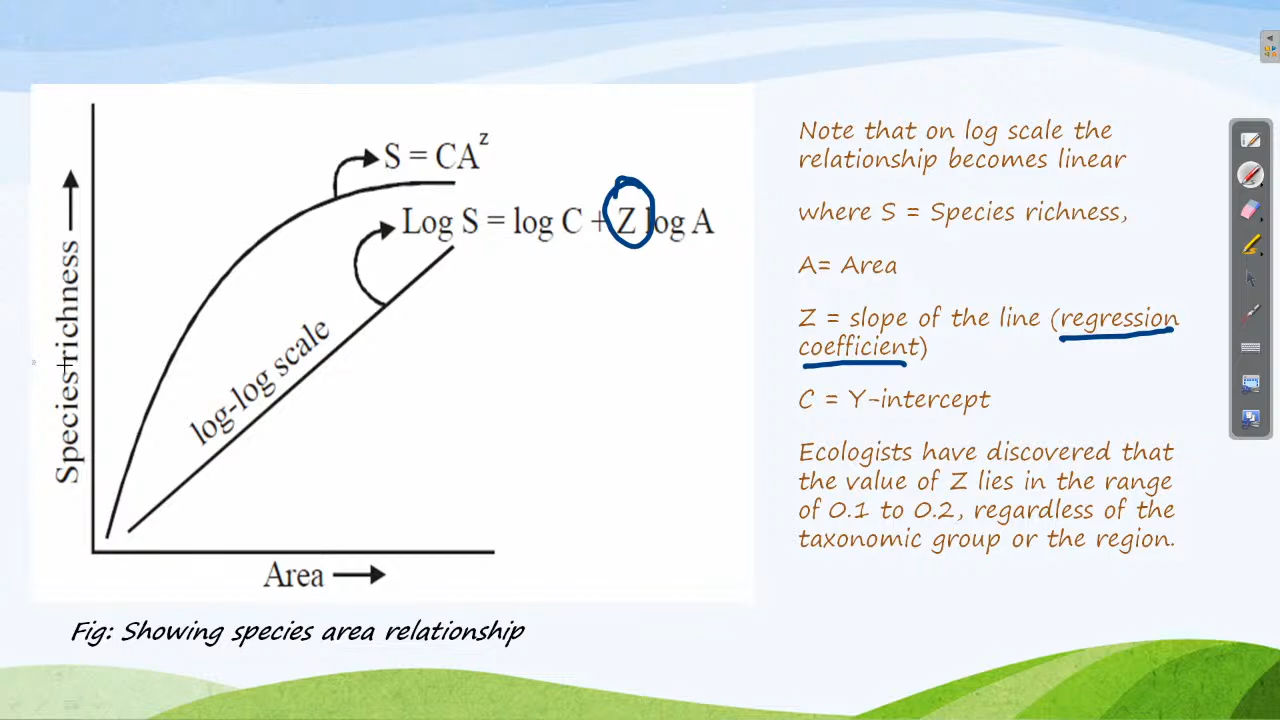 S = CA^z
Log S = log C + Z log A
log-log scale
Species richness
Area
Fig: Showing species area relationship
Note that on log scale the
relationship becomes linear
where S = Species richness,
A= Area
Z = slope of the line (regression
coefficient)
C = Y-intercept
Ecologists have discovered that
the value of Z lies in the range
of 0.1 to 0.2, regardless of the
taxonomic group or the region.